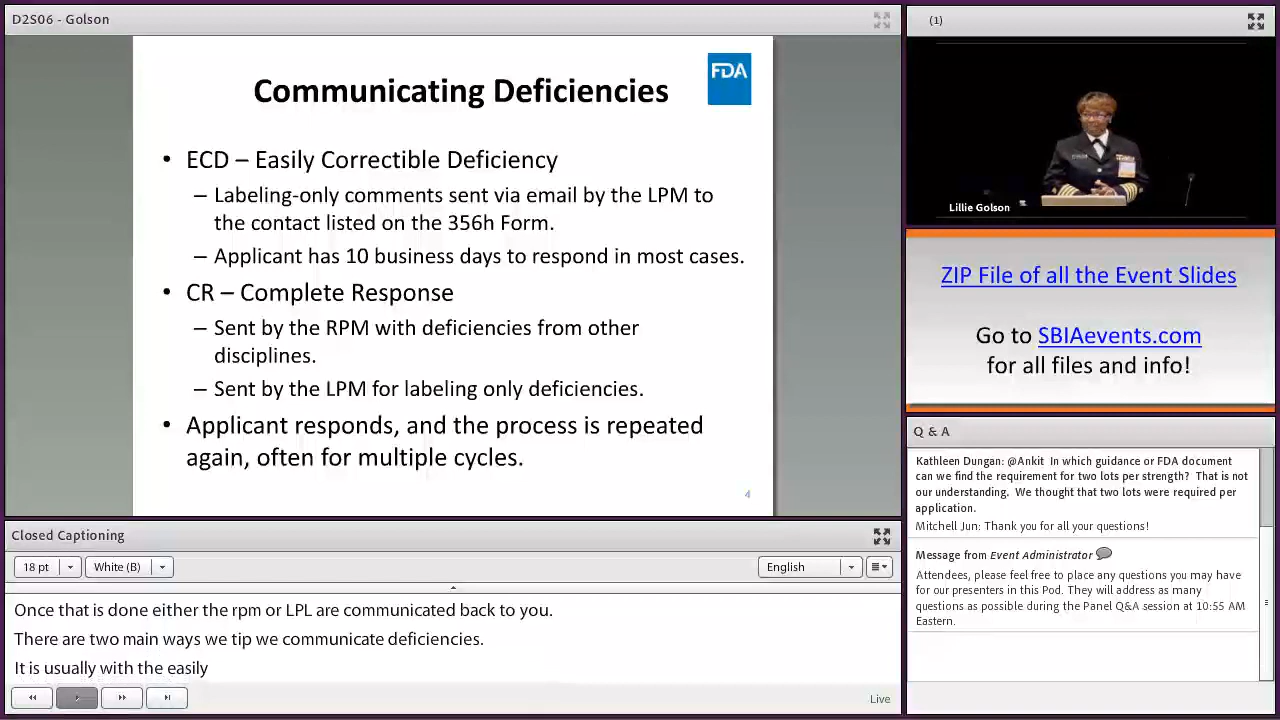 D2S06 - Golson
Communicating Deficiencies
FDA
• ECD – Easily Correctible Deficiency
– Labeling-only comments sent via email by the LPM to
the contact listed on the 356h Form.
– Applicant has 10 business days to respond in most cases.
• CR – Complete Response
– Sent by the RPM with deficiencies from other
disciplines.
– Sent by the LPM for labeling only deficiencies.
• Applicant responds, and the process is repeated
again, often for multiple cycles.
4
Closed Captioning
18 pt
White (B)
English
Once that is done either the rpm or LPL are communicated back to you.
There are two main ways we tip we communicate deficiencies.
It is usually with the easily
Live
(1)
Lillie Golson
ZIP File of all the Event Slides
Go to SBIAevents.com
for all files and info!
Q & A
Kathleen Dungan: @Ankit In which guidance or FDA document
can we find the requirement for two lots per strength? That is not
our understanding. We thought that two lots were required per
application.
Mitchell Jun: Thank you for all your questions!
Message from Event Administrator
Attendees, please feel free to place any questions you may have
for our presenters in this Pod. They will address as many
questions as possible during the Panel Q&A session at 10:55 AM
Eastern.